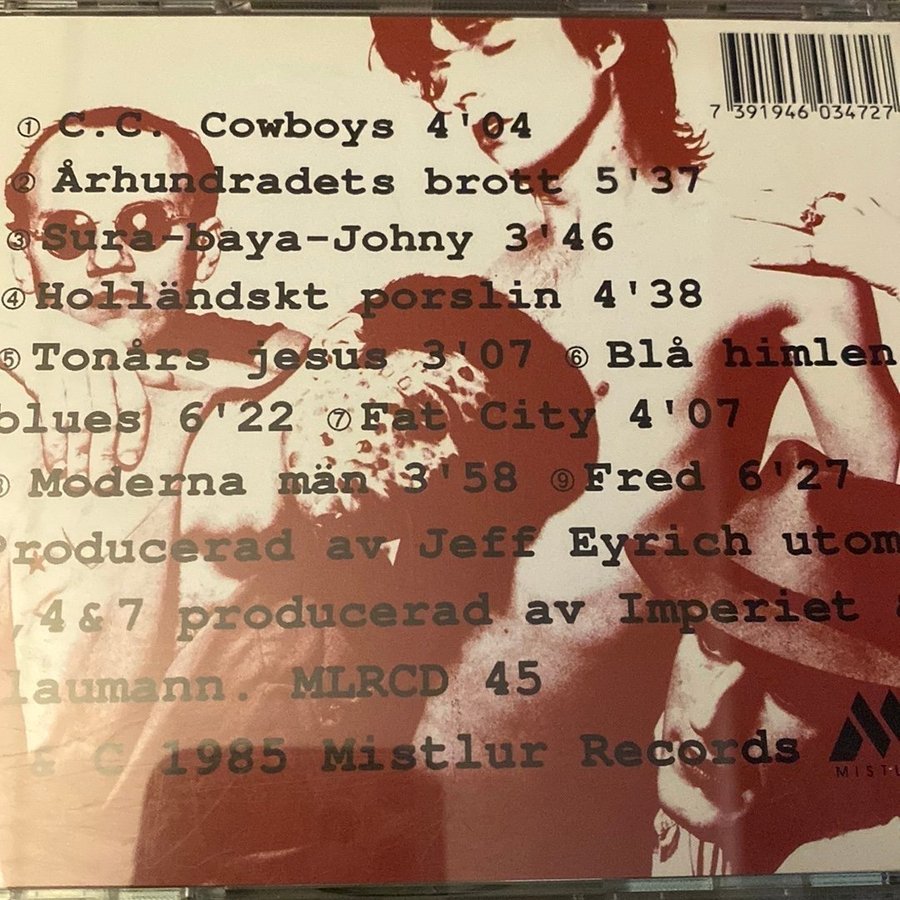 7 391946 034727
① C.C. Cowboys 4'04
② Århundradets brott 5'37
③ Sura-baya-Johny 3'46
④ Holländskt porslin 4'38
⑤ Tonårs jesus 3'07 ⑥ Blå himlen
blues 6'22 ⑦ Fat City 4'07
⑧ Moderna män 3'58 ⑨ Fred 6'27
Producerad av Jeff Eyrich utom
,4&7 producerad av Imperiet &
laumann. MLRCD 45
& C 1985 Mistlur Records
MISTLU